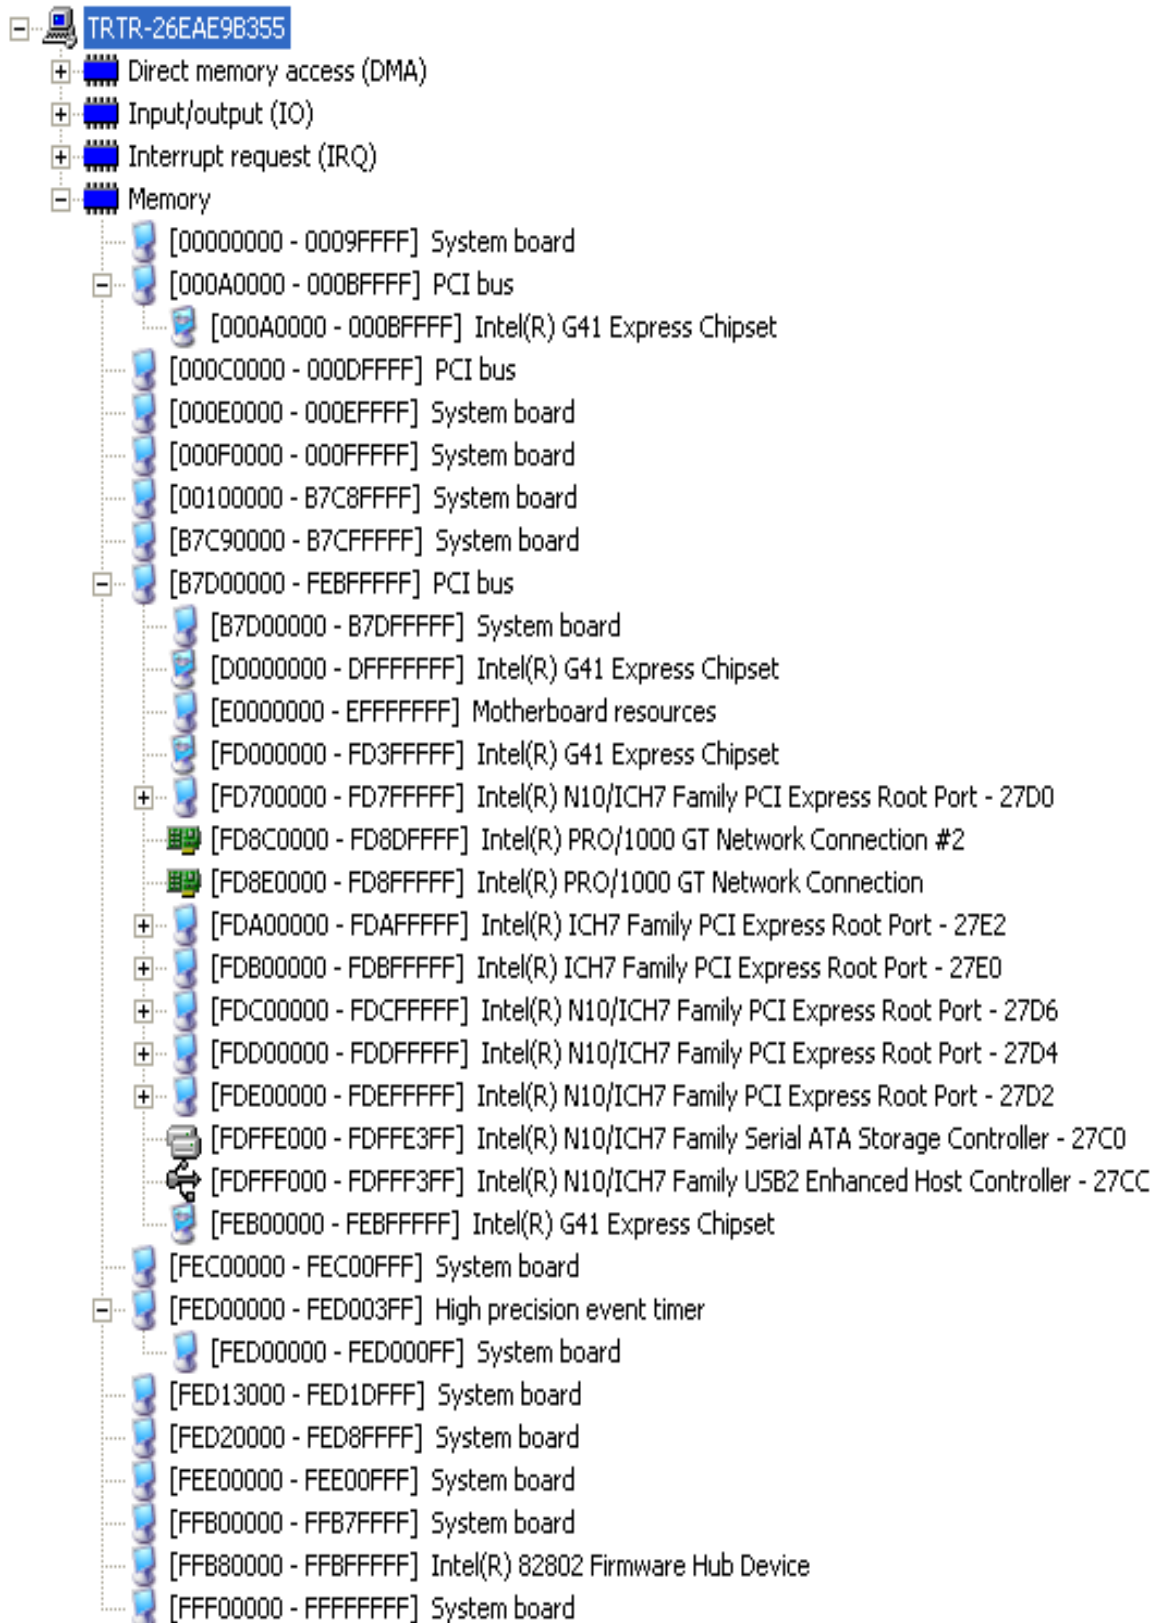 TRTR-26EAE9B355
Direct memory access (DMA)
Input/output (IO)
Interrupt request (IRQ)
Memory
[00000000 - 0009FFFF] System board
[000A0000 - 000BFFFF] PCI bus
[000A0000 - 000BFFFF] Intel(R) G41 Express Chipset
[000C0000 - 000DFFFF] PCI bus
[000E0000 - 000EFFFF] System board
[000F0000 - 000FFFFF] System board
[00100000 - B7C8FFFF] System board
[B7C90000 - B7CFFFFF] System board
[B7D00000 - FEBFFFFF] PCI bus
[B7D00000 - B7DFFFFF] System board
[D0000000 - DFFFFFFF] Intel(R) G41 Express Chipset
[E0000000 - EFFFFFFF] Motherboard resources
[FD000000 - FD3FFFFF] Intel(R) G41 Express Chipset
[FD700000 - FD7FFFFF] Intel(R) N10/ICH7 Family PCI Express Root Port - 27D0
[FD8C0000 - FD8DFFFF] Intel(R) PRO/1000 GT Network Connection #2
[FD8E0000 - FD8FFFFF] Intel(R) PRO/1000 GT Network Connection
[FDA00000 - FDAFFFFF] Intel(R) ICH7 Family PCI Express Root Port - 27E2
[FDB00000 - FDBFFFFF] Intel(R) ICH7 Family PCI Express Root Port - 27E0
[FDC00000 - FDCFFFFF] Intel(R) N10/ICH7 Family PCI Express Root Port - 27D6
[FDD00000 - FDDFFFFF] Intel(R) N10/ICH7 Family PCI Express Root Port - 27D4
[FDE00000 - FDEFFFFF] Intel(R) N10/ICH7 Family PCI Express Root Port - 27D2
[FDFFE000 - FDFFE3FF] Intel(R) N10/ICH7 Family Serial ATA Storage Controller - 27C0
[FDFFF000 - FDFFF3FF] Intel(R) N10/ICH7 Family USB2 Enhanced Host Controller - 27CC
[FEB00000 - FEBFFFFF] Intel(R) G41 Express Chipset
[FEC00000 - FEC00FFF] System board
[FED00000 - FED003FF] High precision event timer
[FED00000 - FED000FF] System board
[FED13000 - FED1DFFF] System board
[FED20000 - FED8FFFF] System board
[FEE00000 - FEE00FFF] System board
[FFB00000 - FFB7FFFF] System board
[FFB80000 - FFBFFFFF] Intel(R) 82802 Firmware Hub Device
[FFF00000 - FFFFFFFF] System board